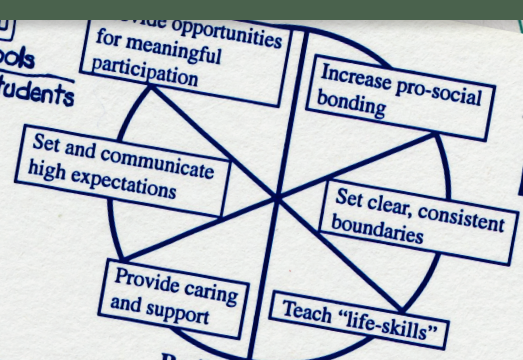 opportunities
for meaningful
participation
Increase pro-social
bonding
Set and communicate
high expectations
Set clear, consistent
boundaries
Provide caring
and support
Teach “life-skills”